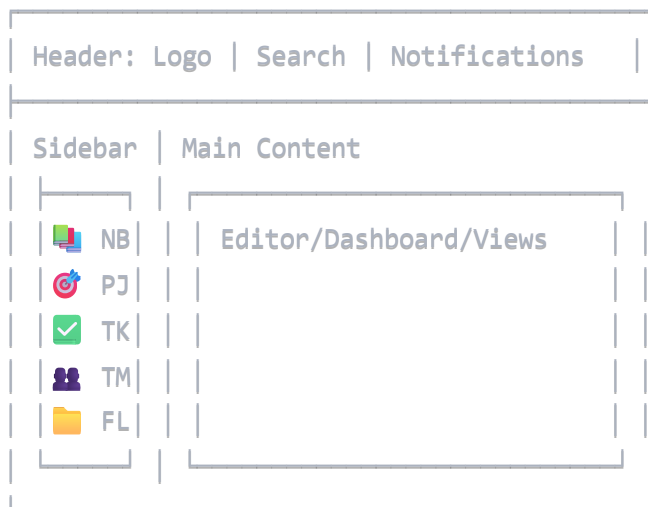 Header: Logo | Search | Notifications |
Sidebar | Main Content
📚 NB | Editor/Dashboard/Views
🎯 PJ
✅ TK
👥 TM
📁 FL